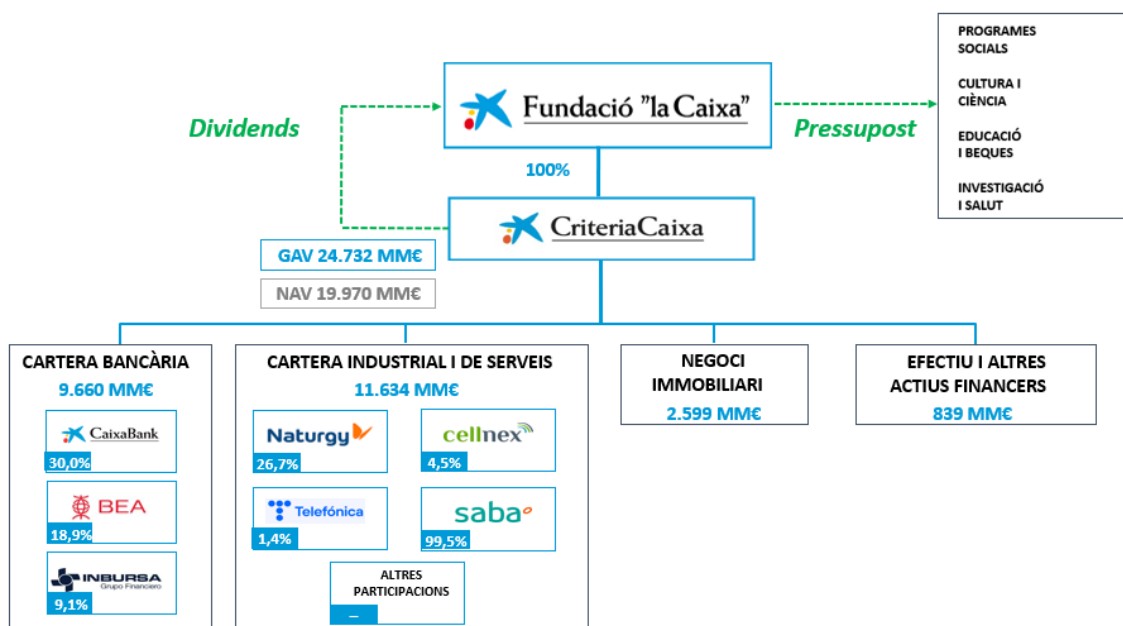 PROGRAMES
SOCIALS
CULTURA I
CIÈNCIA
EDUCACIÓ
I BEQUES
INVESTIGACIÓ
I SALUT
Fundació "la Caixa"
Dividends
Pressupost
100%
CriteriaCaixa
GAV 24.732 MM€
NAV 19.970 MM€
CARTERA BANCÀRIA
9.660 MM€
CaixaBank
30,0%
BEA
18,9%
INBURSA
Grupo Financiero
9,1%
CARTERA INDUSTRIAL I DE SERVEIS
11.634 MM€
Naturgy
26,7%
cellnex
4,5%
Telefónica
1,4%
saba
99,5%
ALTRES
PARTICIPACIONS
–
NEGOCI
IMMOBILIARI
2.599 MM€
EFECTIU I ALTRES
ACTIUS FINANCERS
839 MM€